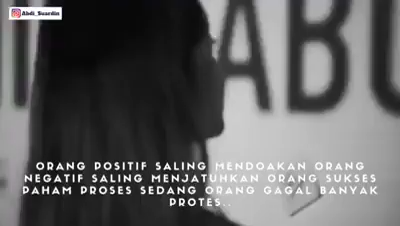 Abdi_Suardin
ABU
ORANG POSITIF SALING MENDOAKAN ORANG
NEGATIF SALING MENJATUHKAN ORANG SUKSES
PAHAM PROSES SEDANG ORANG GAGAL BANYAK
PROTES..